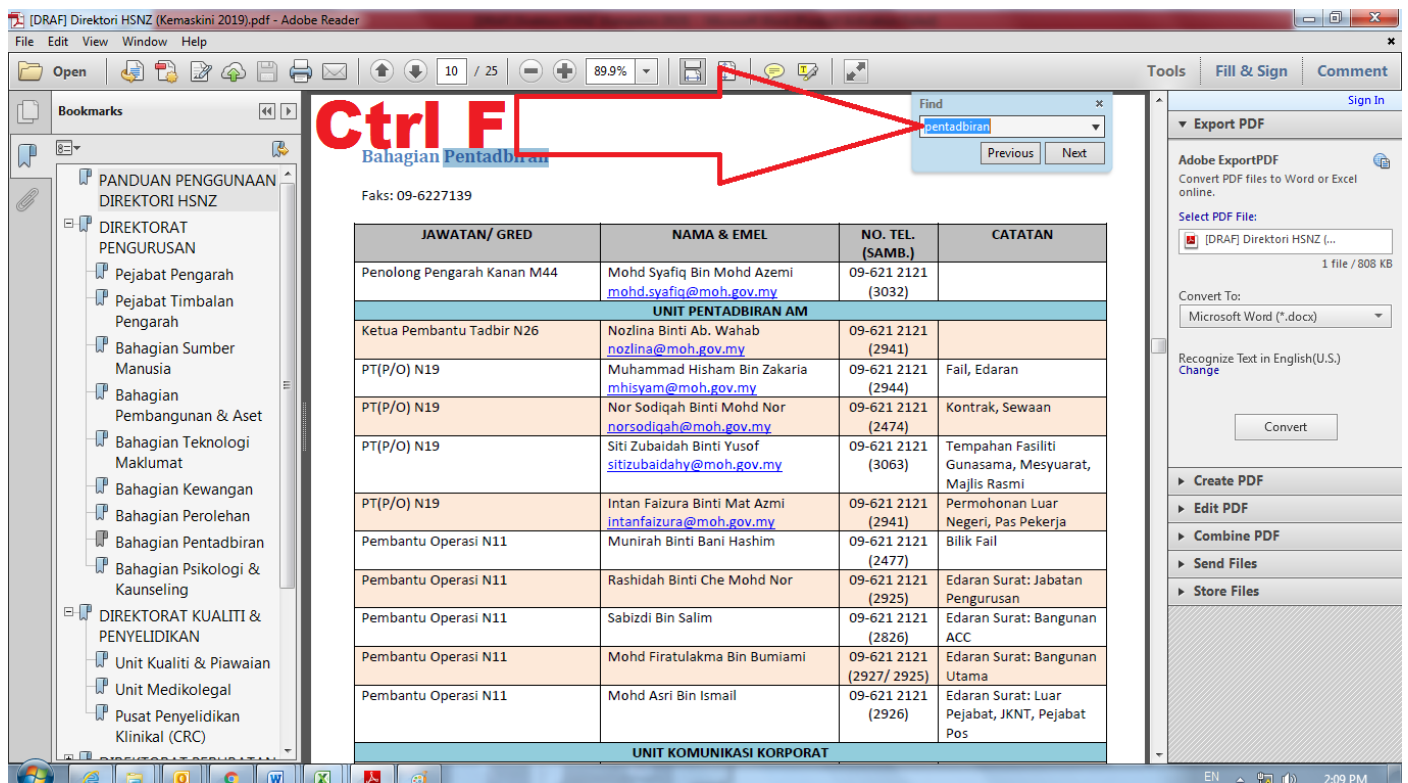 [DRAF] Direktori HSNZ (Kemaskini 2019).pdf - Adobe Reader
File Edit View Window Help
Open 10 / 25 89.9% Tools Fill & Sign Comment
Bookmarks
PANDUAN PENGGUNAAN
DIREKTORI HSNZ
DIREKTORAT
PENGURUSAN
Pejabat Pengarah
Pejabat Timbalan
Pengarah
Bahagian Sumber
Manusia
Bahagian
Pembangunan & Aset
Bahagian Teknologi
Maklumat
Bahagian Kewangan
Bahagian Perolehan
Bahagian Pentadbiran
Bahagian Psikologi &
Kaunseling
DIREKTORAT KUALITI &
PENYELIDIKAN
Unit Kualiti & Piawaian
Unit Medikolegal
Pusat Penyelidikan
Klinikal (CRC)
DIREKTORAT PERUBATAN
Ctrl F
Find
pentadbiran
Previous Next
Bahagian Pentadbiran
Faks: 09-6227139
JAWATAN/ GRED NAMA & EMEL NO. TEL. CATATAN
(SAMB.)
Penolong Pengarah Kanan M44 Mohd Syafiq Bin Mohd Azemi 09-621 2121
mohd.syafiq@moh.gov.my (3032)
UNIT PENTADBIRAN AM
Ketua Pembantu Tadbir N26 Nozlina Binti Ab. Wahab 09-621 2121
nozlina@moh.gov.my (2941)
PT(P/O) N19 Muhammad Hisham Bin Zakaria 09-621 2121 Fail, Edaran
mhisyam@moh.gov.my (2944)
PT(P/O) N19 Nor Sodiqah Binti Mohd Nor 09-621 2121 Kontrak, Sewaan
norsodiqah@moh.gov.my (2474)
PT(P/O) N19 Siti Zubaidah Binti Yusof 09-621 2121 Tempahan Fasiliti
sitizubaidahy@moh.gov.my (3063) Gunasama, Mesyuarat,
Majlis Rasmi
PT(P/O) N19 Intan Faizura Binti Mat Azmi 09-621 2121 Permohonan Luar
intanfaizura@moh.gov.my (2941) Negeri, Pas Pekerja
Pembantu Operasi N11 Munirah Binti Bani Hashim 09-621 2121 Bilik Fail
(2477)
Pembantu Operasi N11 Rashidah Binti Che Mohd Nor 09-621 2121 Edaran Surat: Jabatan
(2925) Pengurusan
Pembantu Operasi N11 Sabizdi Bin Salim 09-621 2121 Edaran Surat: Bangunan
(2826) ACC
Pembantu Operasi N11 Mohd Firatulakma Bin Bumiami 09-621 2121 Edaran Surat: Bangunan
(2927/ 2925) Utama
Pembantu Operasi N11 Mohd Asri Bin Ismail 09-621 2121 Edaran Surat: Luar
(2926) Pejabat, JKNT, Pejabat
Pos
UNIT KOMUNIKASI KORPORAT
Sign In
Export PDF
Adobe ExportPDF
Convert PDF files to Word or Excel
online.
Select PDF File:
[DRAF] Direktori HSNZ (...
1 file / 808 KB
Convert To:
Microsoft Word (*.docx)
Recognize Text in English(U.S.)
Change
Convert
Create PDF
Edit PDF
Combine PDF
Send Files
Store Files
EN 2:09 PM